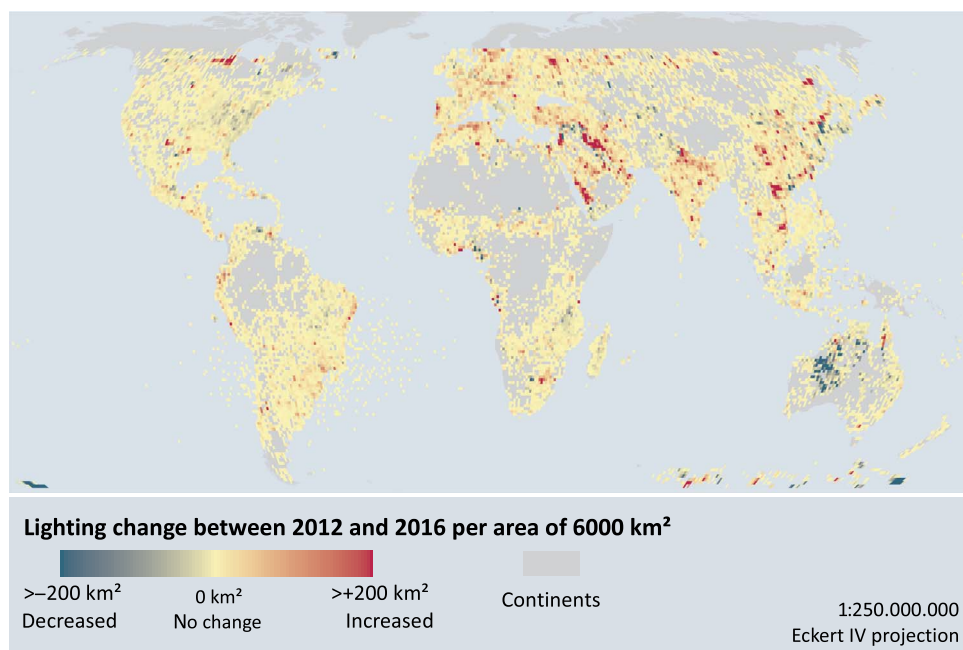 Lighting change between 2012 and 2016 per area of 6000 km²
>−200 km²
0 km²
>+200 km²
Decreased
No change
Increased
Continents
1:250.000.000
Eckert IV projection